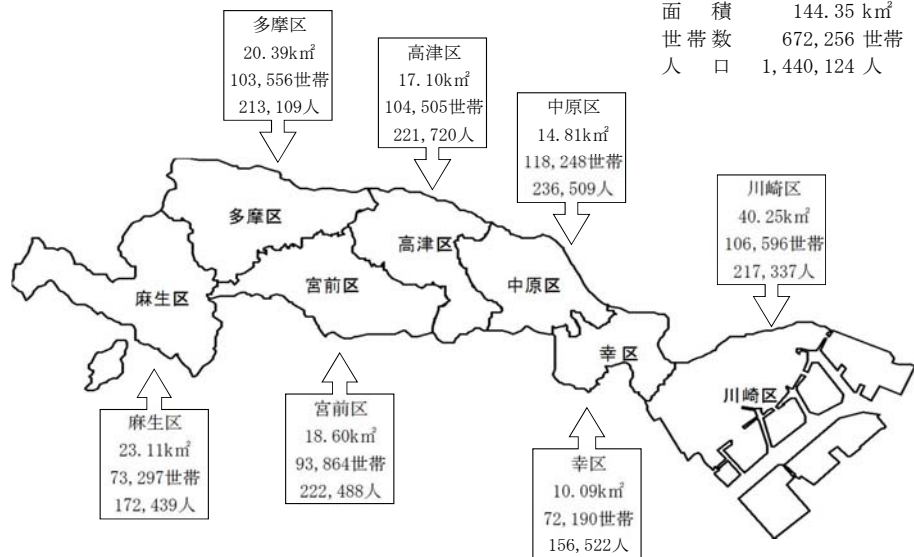 面積 144.35 km²
世帯数 672,256 世帯
人口 1,440,124 人
多摩区
20.39k㎡
103,556世帯
213,109人
高津区
17.10k㎡
104,505世帯
221,720人
中原区
14.81k㎡
118,248世帯
236,509人
川崎区
40.25k㎡
106,596世帯
217,337人
多摩区
高津区
中原区
宮前区
麻生区
幸区
川崎区
麻生区
23.11k㎡
73,297世帯
172,439人
宮前区
18.60k㎡
93,864世帯
222,488人
幸区
10.09k㎡
72,190世帯
156,522人